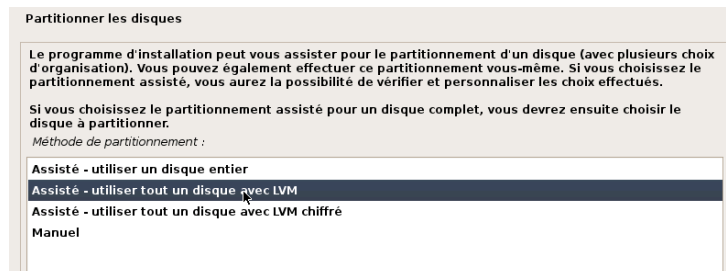 Partitionner les disques
Le programme d'installation peut vous assister pour le partitionnement d'un disque (avec plusieurs choix
d'organisation). Vous pouvez également effectuer ce partitionnement vous-même. Si vous choisissez le
partitionnement assisté, vous aurez la possibilité de vérifier et personnaliser les choix effectués.
Si vous choisissez le partitionnement assisté pour un disque complet, vous devrez ensuite choisir le
disque à partitionner.
Méthode de partitionnement :
Assisté - utiliser un disque entier
Assisté - utiliser tout un disque avec LVM
Assisté - utiliser tout un disque avec LVM chiffré
Manuel